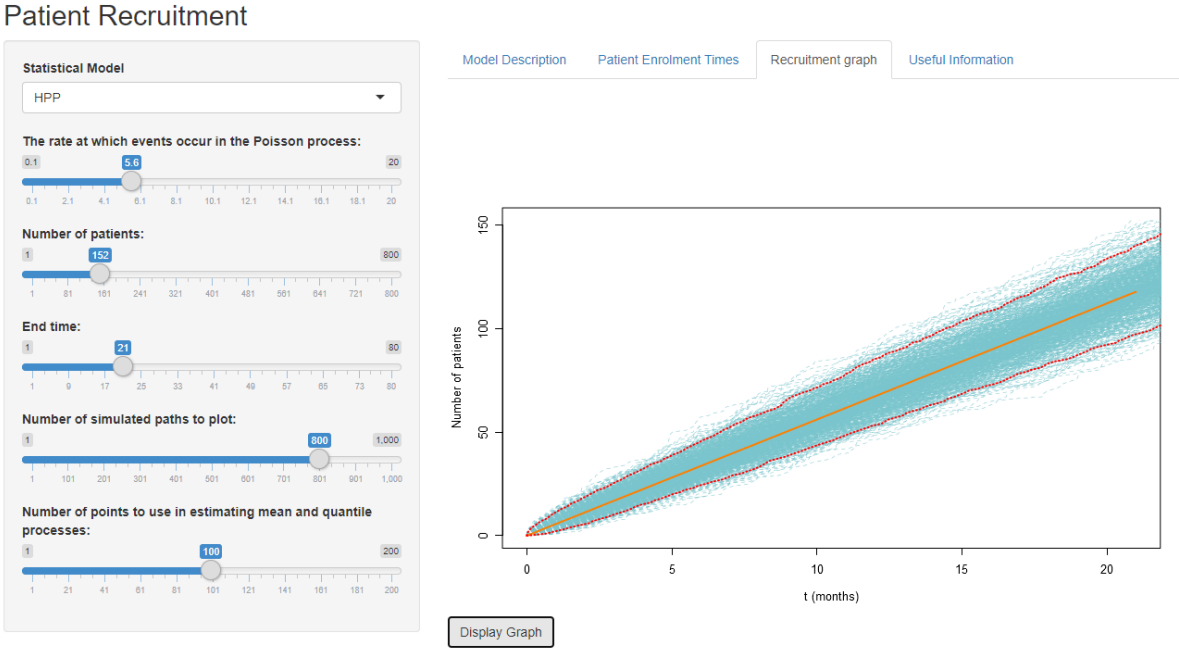 Patient Recruitment
Statistical Model
HPP
The rate at which events occur in the Poisson process:
0.1 5.6 20
0.1 2.1 4.1 6.1 8.1 10.1 12.1 14.1 16.1 18.1 20
Number of patients:
1 152 800
1 81 161 241 321 401 481 561 641 721 800
End time:
1 21 80
1 9 17 25 33 41 49 57 65 73 80
Number of simulated paths to plot:
1 800 1,000
1 101 201 301 401 501 601 701 801 901 1,000
Number of points to use in estimating mean and quantile
processes:
1 100 200
1 21 41 61 81 101 121 141 161 181 200
Model Description Patient Enrolment Times Recruitment graph Useful Information
Number of patients
150
100
50
0
0 5 10 15 20
t (months)
Display Graph